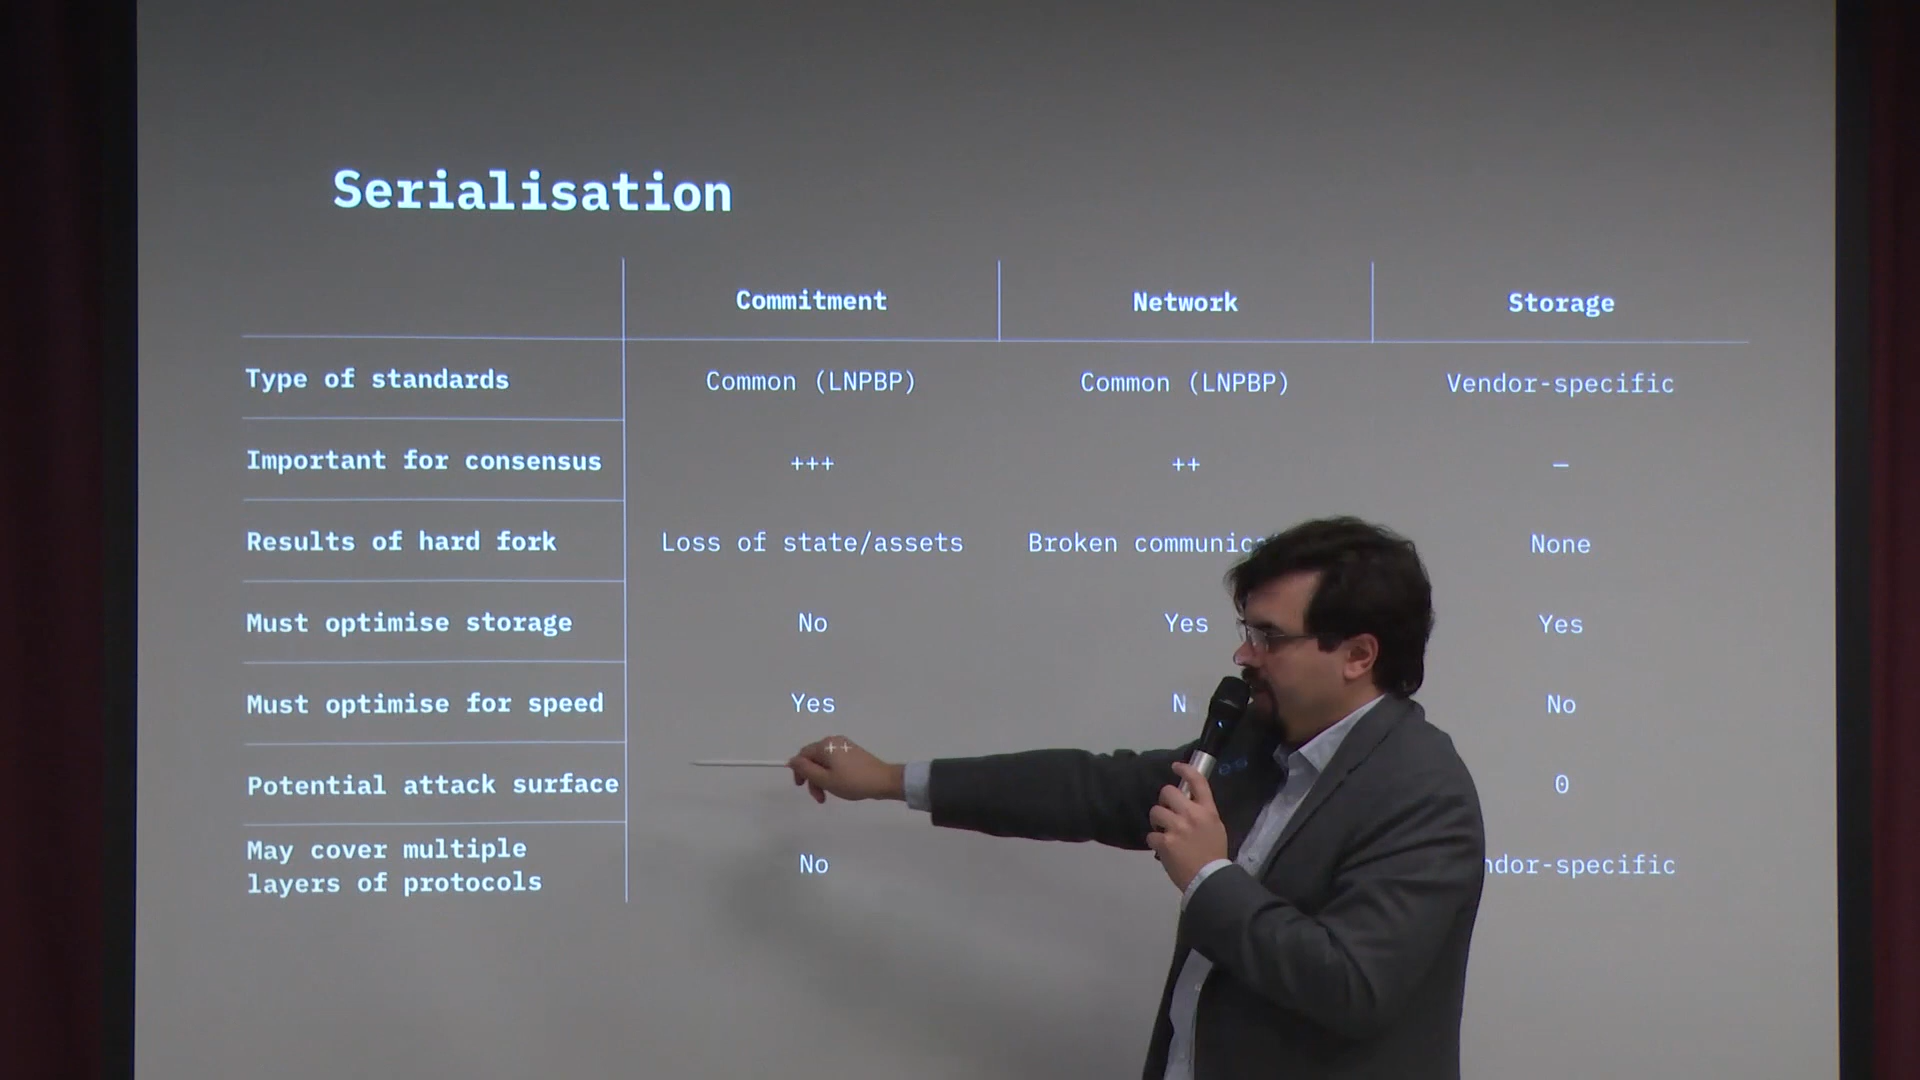 Serialisation
Commitment Network Storage
Type of standards Common (LNPBP) Common (LNPBP) Vendor-specific
Important for consensus +++ ++ —
Results of hard fork Loss of state/assets Broken None
Must optimise storage No Yes Yes
Must optimise for speed Yes No
++
Potential attack surface 0
May cover multiple
layers of protocols No